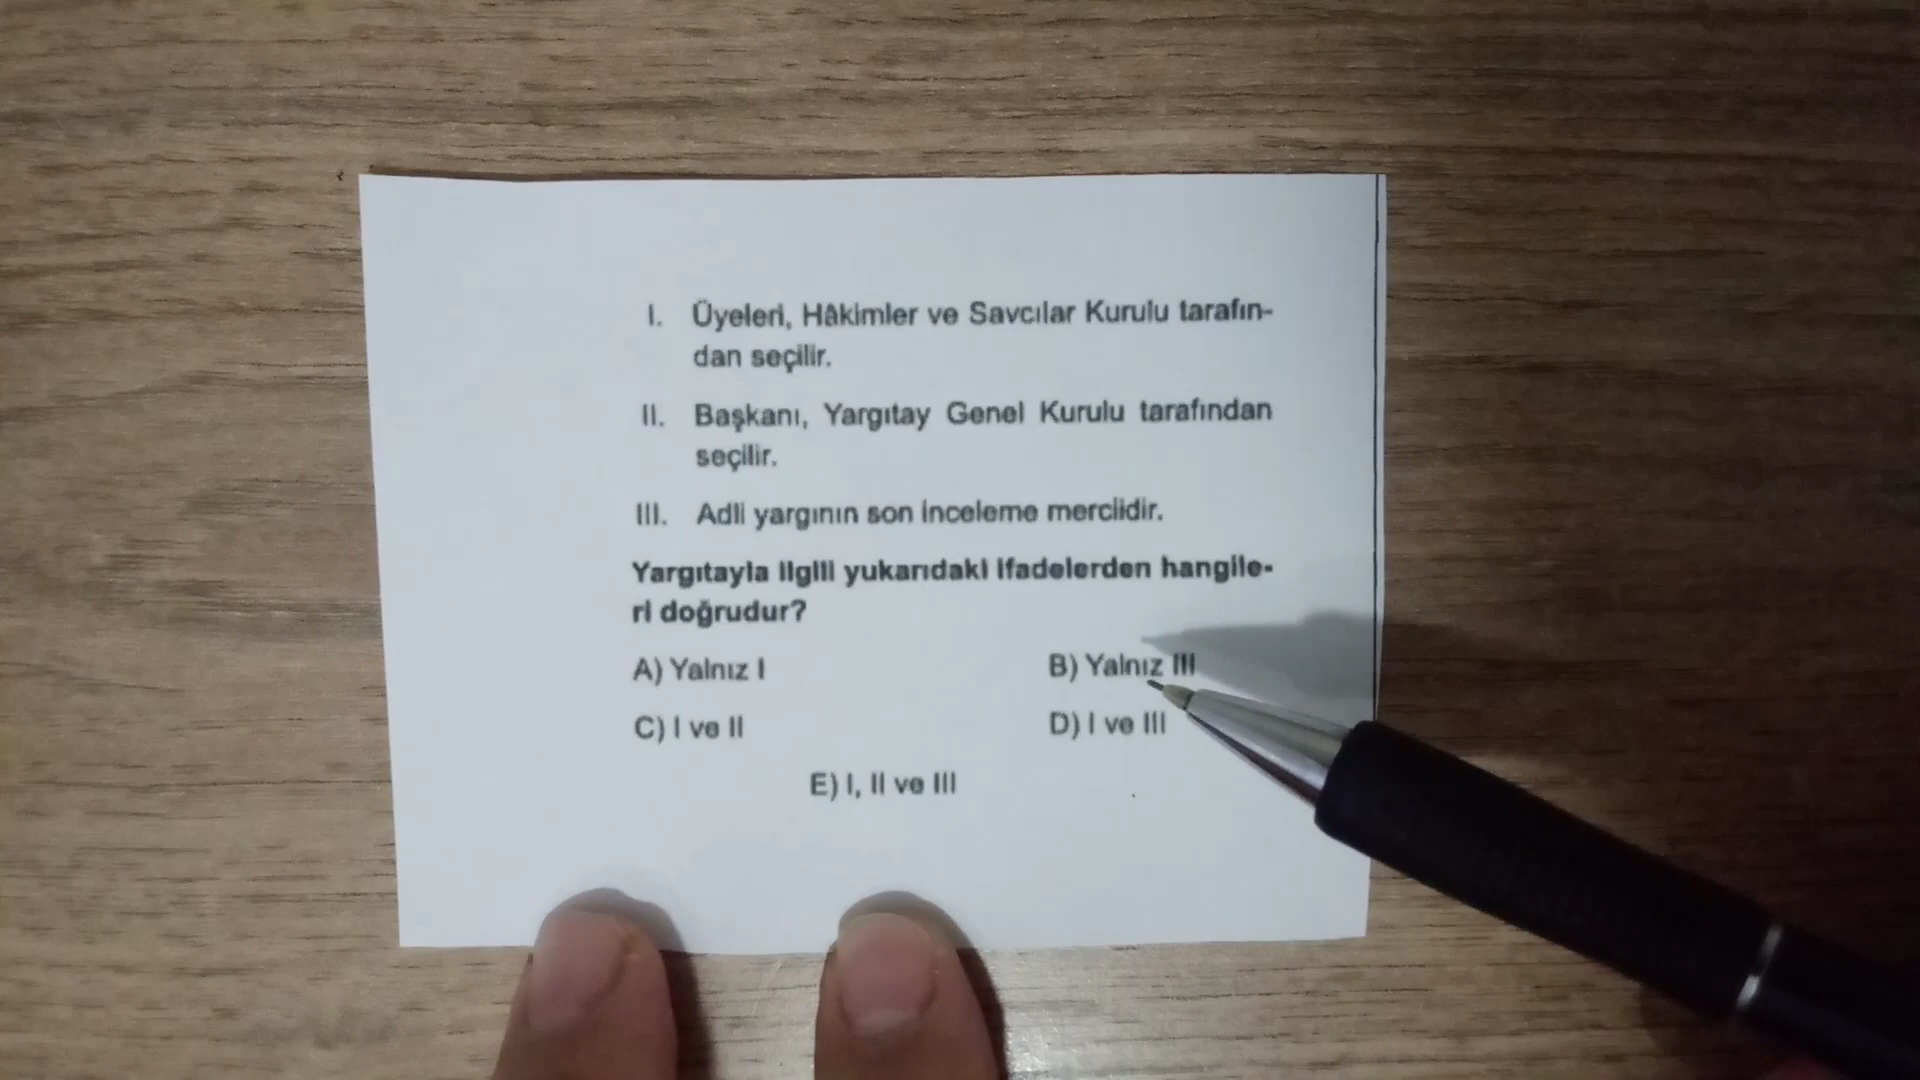 I. Üyeleri, Hâkimler ve Savcılar Kurulu tarafın-
dan seçilir.
II. Başkanı, Yargıtay Genel Kurulu tarafından
seçilir.
III. Adli yargının son inceleme merciidir.
Yargıtayla ilgili yukarıdaki ifadelerden hangile-
ri doğrudur?
A) Yalnız I B) Yalnız III
C) I ve II D) I ve III
E) I, II ve III